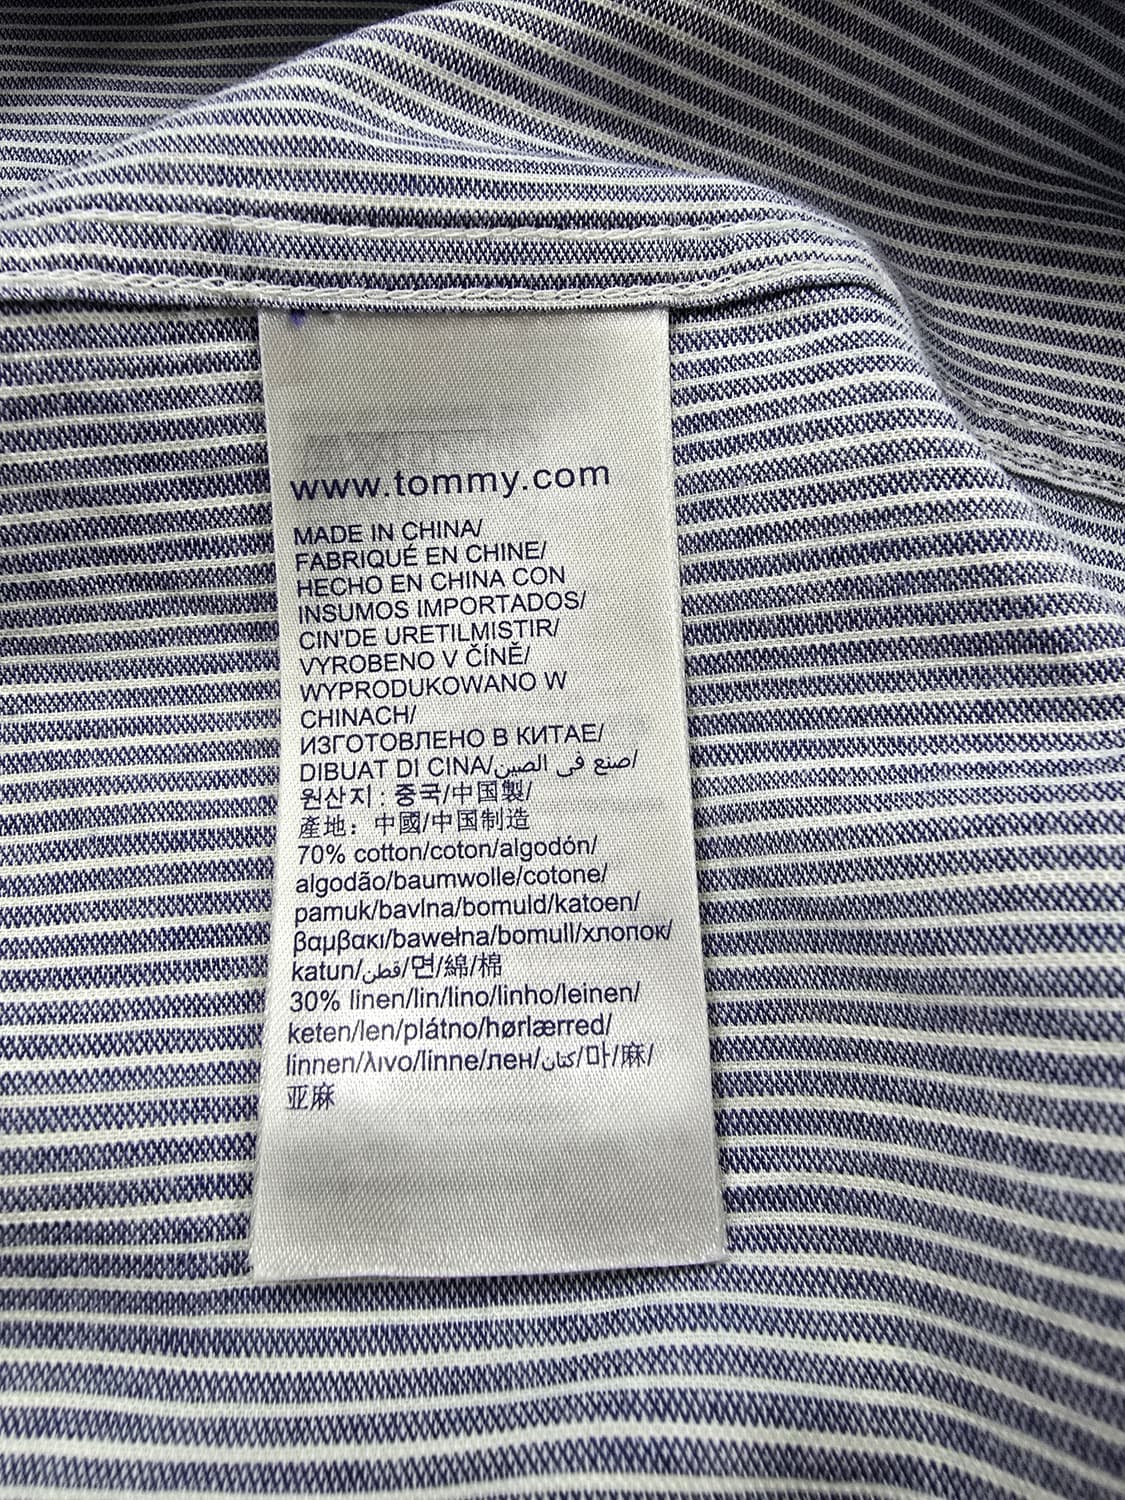 www.tommy.com
MADE IN CHINA/
FABRIQUÉ EN CHINE/
HECHO EN CHINA CON
INSUMOS IMPORTADOS/
CIN'DE URETILMISTIR/
VYROBENO V ČÍNĚ/
WYPRODUKOWANO W
CHINACH/
ИЗГОТОВЛЕНО В КИТАЕ/
DIBUAT DI CINA/صنع في الصين/
원산지: 중국/中国製/
產地: 中國/中国制造
70% cotton/coton/algodón/
algodão/baumwolle/cotone/
pamuk/bavlna/bomuld/katoen/
βαμβακι/bawełna/bomull/хлопок/
katun/قطن/면/綿/棉
30% linen/lin/lino/linho/leinen/
keten/len/plátno/hørlærred/
linnen/λινο/linne/лен/كتان/마/麻/
亚麻